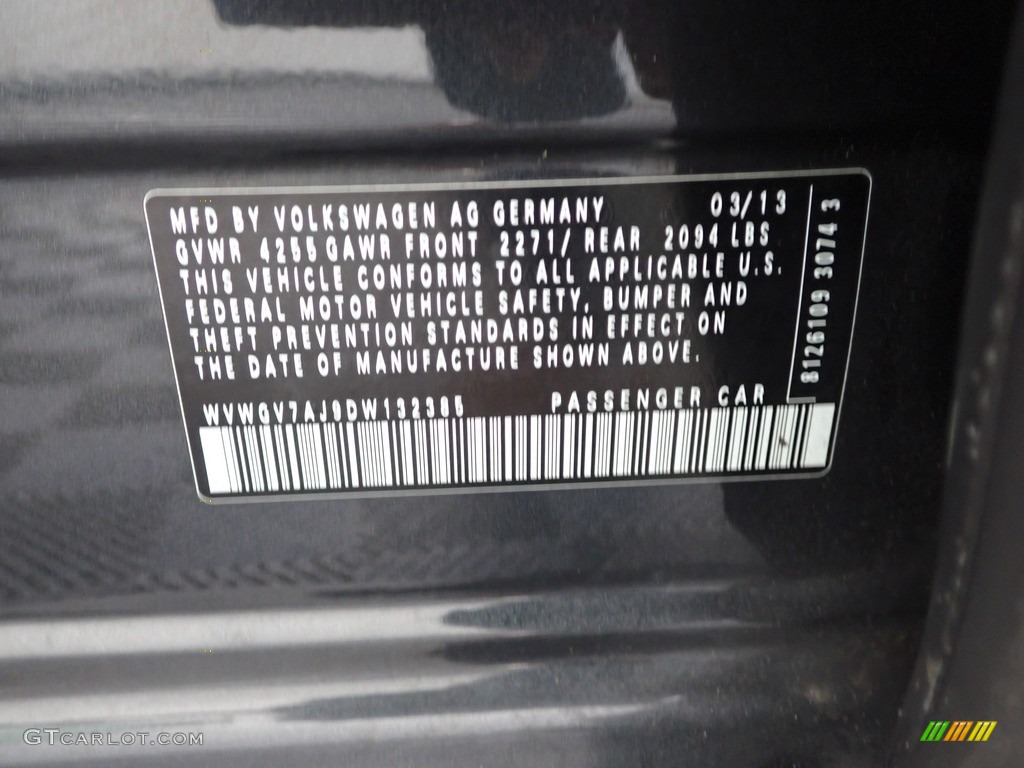 MFD BY VOLKSWAGEN AG GERMANY 03/13
GVWR 4255 GAWR FRONT 2271/ REAR 2094 LBS
THIS VEHICLE CONFORMS TO ALL APPLICABLE U.S.
FEDERAL MOTOR VEHICLE SAFETY, BUMPER AND
THEFT PREVENTION STANDARDS IN EFFECT ON
THE DATE OF MANUFACTURE SHOWN ABOVE.
WVWGV7AJ9DW132385 PASSENGER CAR
8126109 3074 3
GTCARLOT.COM